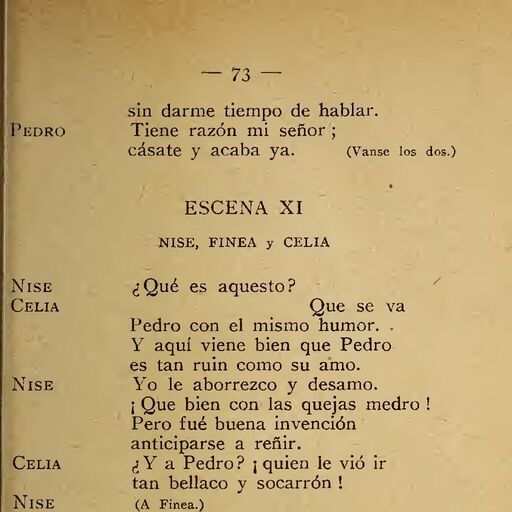 — 73 —
sin darme tiempo de hablar.
PEDRO Tiene razón mi señor ;
cásate y acaba ya. (Vanse los dos.)
ESCENA XI
NISE, FINEA y CELIA
NISE ¿Qué es aquesto?
CELIA Que se va
Pedro con el mismo humor.
Y aquí viene bien que Pedro
es tan ruin como su amo.
NISE Yo le aborrezco y desamo.
¡Que bien con las quejas medro!
Pero fué buena invención
anticiparse a reñir.
CELIA ¿Y a Pedro? ¡quien le vió ir
tan bellaco y socarrón!
NISE (A Finea.)